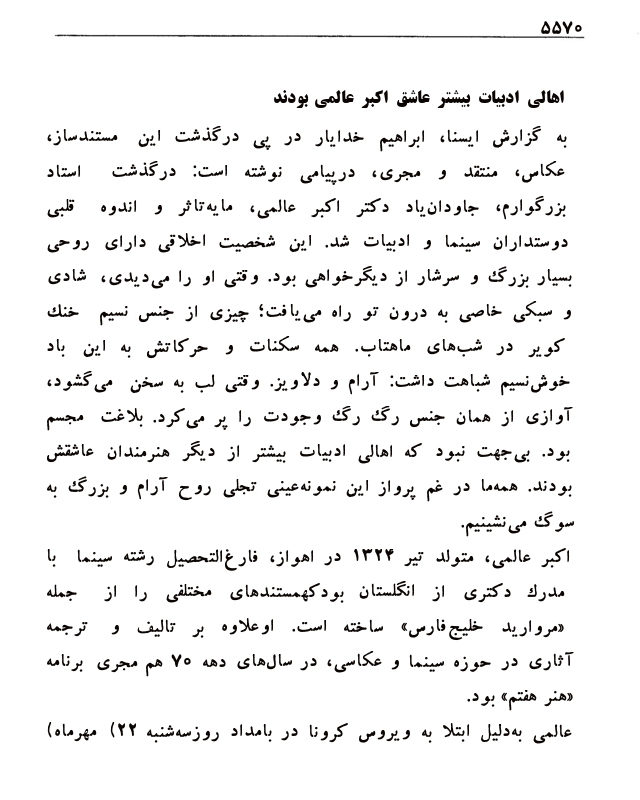 ۵۵۷۰
اهالی ادبیات بیشتر عاشق اکبر عالمی بودند
به گزارش ایسنا، ابراهیم خدایار در پی درگذشت این مستندساز،
عکاس، منتقد و مجری، درپیامی نوشته است: درگذشت استاد
بزرگوارم، جاودان‌یاد دکتر اکبر عالمی، مایه‌تاثر و اندوه قلبی
دوستداران سینما و ادبیات شد. این شخصیت اخلاقی دارای روحی
بسیار بزرگ و سرشار از دیگرخواهی بود. وقتی او را می‌دیدی، شادی
و سبکی خاصی به درون تو راه می‌یافت؛ چیزی از جنس نسیم خنك
کویر در شب‌های ماهتاب. همه سکنات و حرکاتش به این باد
خوش‌نسیم شباهت داشت: آرام و دلاویز. وقتی لب به سخن می‌گشود،
آوازی از همان جنس رگ رگ وجودت را پر می‌کرد. بلاغت مجسم
بود. بی‌جهت نبود که اهالی ادبیات بیشتر از دیگر هنرمندان عاشقش
بودند. همه‌ما در غم پرواز این نمونه‌عینی تجلی روح آرام و بزرگ به
سوگ می‌نشینیم.
اکبر عالمی، متولد تیر ۱۳۲۴ در اهواز، فارغ‌التحصیل رشته سینما با
مدرك دکتری از انگلستان بودکهمستندهای مختلفی را از جمله
«مروارید خلیج‌فارس» ساخته است. اوعلاوه بر تالیف و ترجمه
آثاری در حوزه سینما و عکاسی، در سال‌های دهه ۷۰ هم مجری برنامه
«هنر هفتم» بود.
عالمی به‌دلیل ابتلا به ویروس کرونا در بامداد روزسه‌شنبه ۲۲) مهرماه)